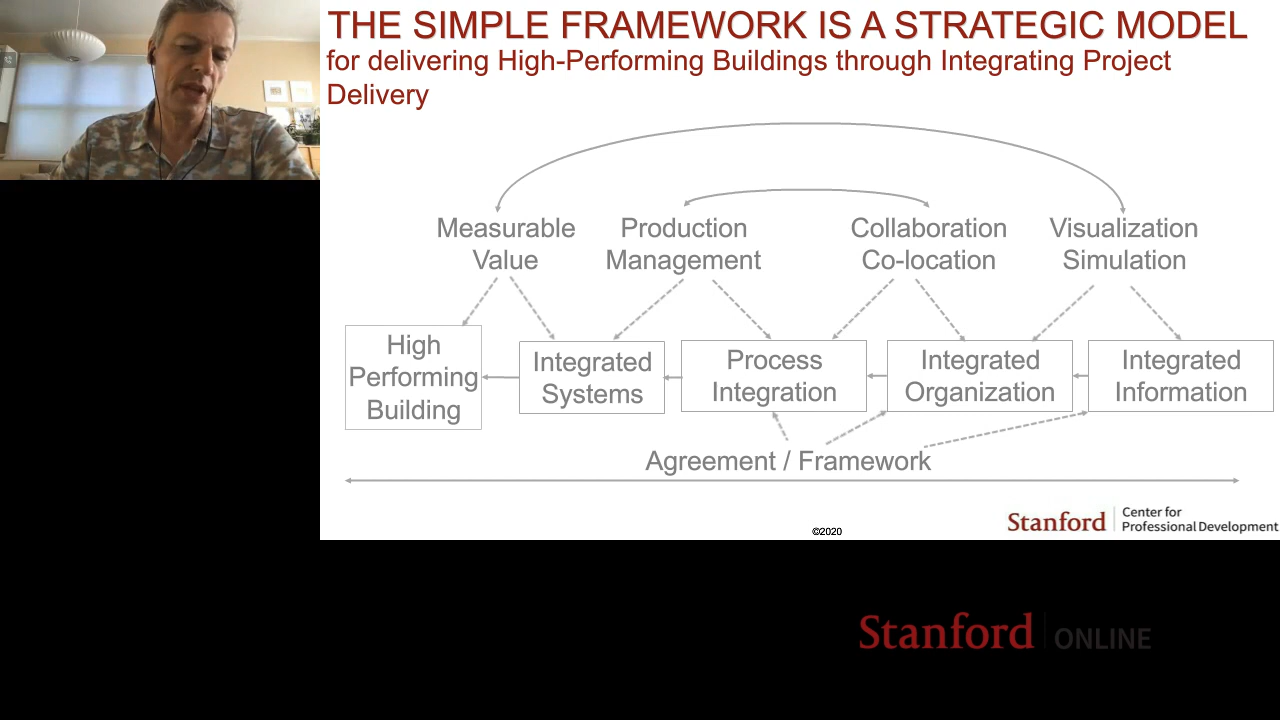 THE SIMPLE FRAMEWORK IS A STRATEGIC MODEL
for delivering High-Performing Buildings through Integrating Project
Delivery
Measurable
Value
Production
Management
Collaboration
Co-location
Visualization
Simulation
High
Performing
Building
Integrated
Systems
Process
Integration
Integrated
Organization
Integrated
Information
Agreement / Framework
©2020
Stanford
Center for
Professional Development
Stanford ONLINE